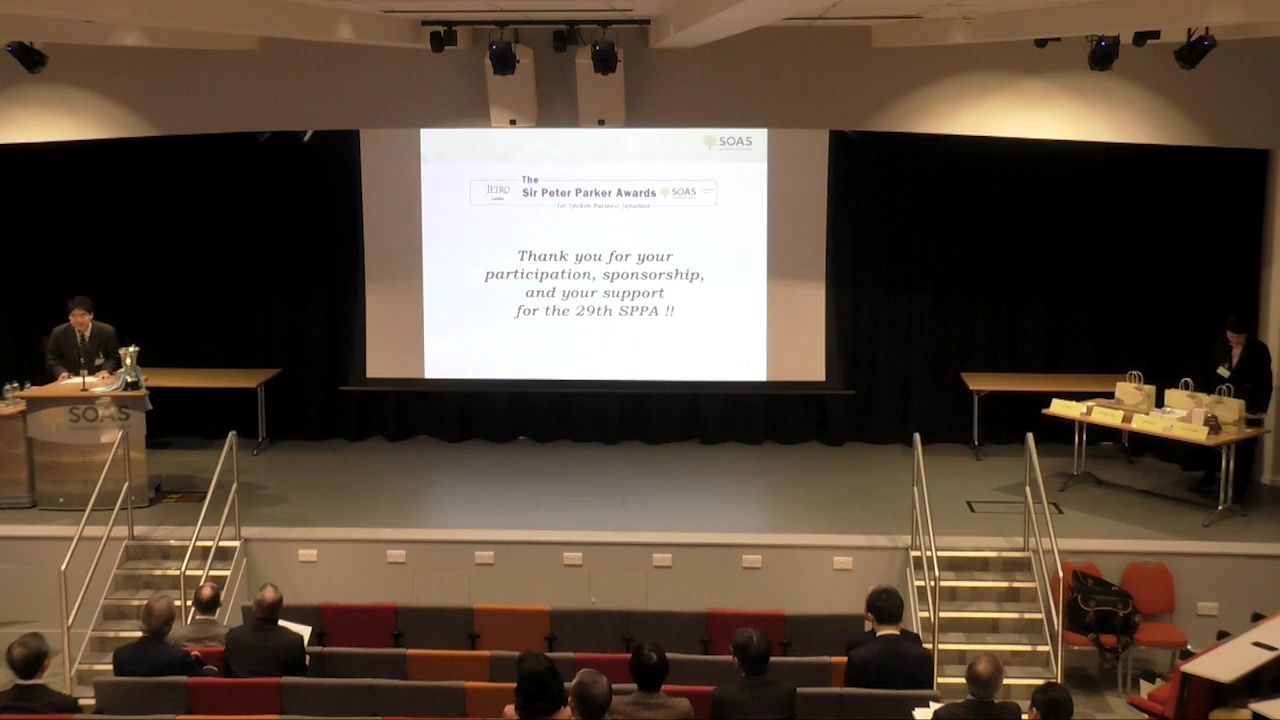 SOAS
JETRO
London
The
Sir Peter Parker Awards
SOAS
for Spoken Business Japanese
Thank you for your
participation, sponsorship,
and your support
for the 29th SPPA !!
SOAS